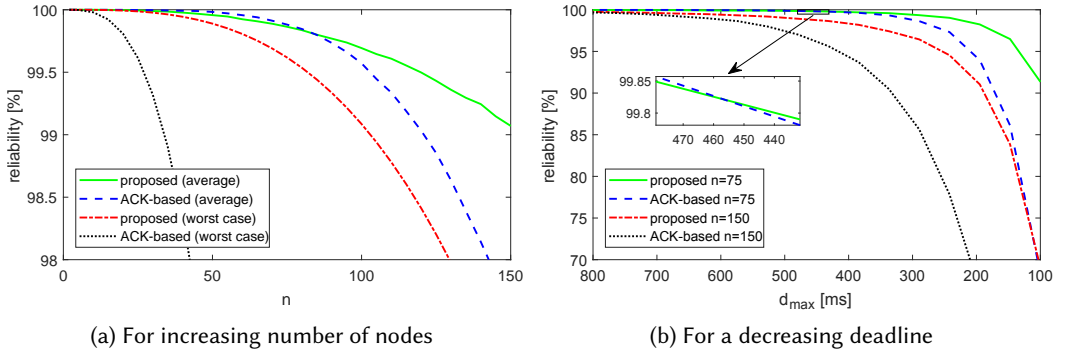 100
99.5
99
98.5
98
reliability [%]
0
50
100
150
n
proposed (average)
ACK-based (average)
proposed (worst case)
ACK-based (worst case)
(a) For increasing number of nodes
100
95
90
85
80
75
70
reliability [%]
99.85
99.8
470
460
450
440
proposed n=75
ACK-based n=75
proposed n=150
ACK-based n=150
800
700
600
500
400
300
200
100
dmax [ms]
(b) For a decreasing deadline